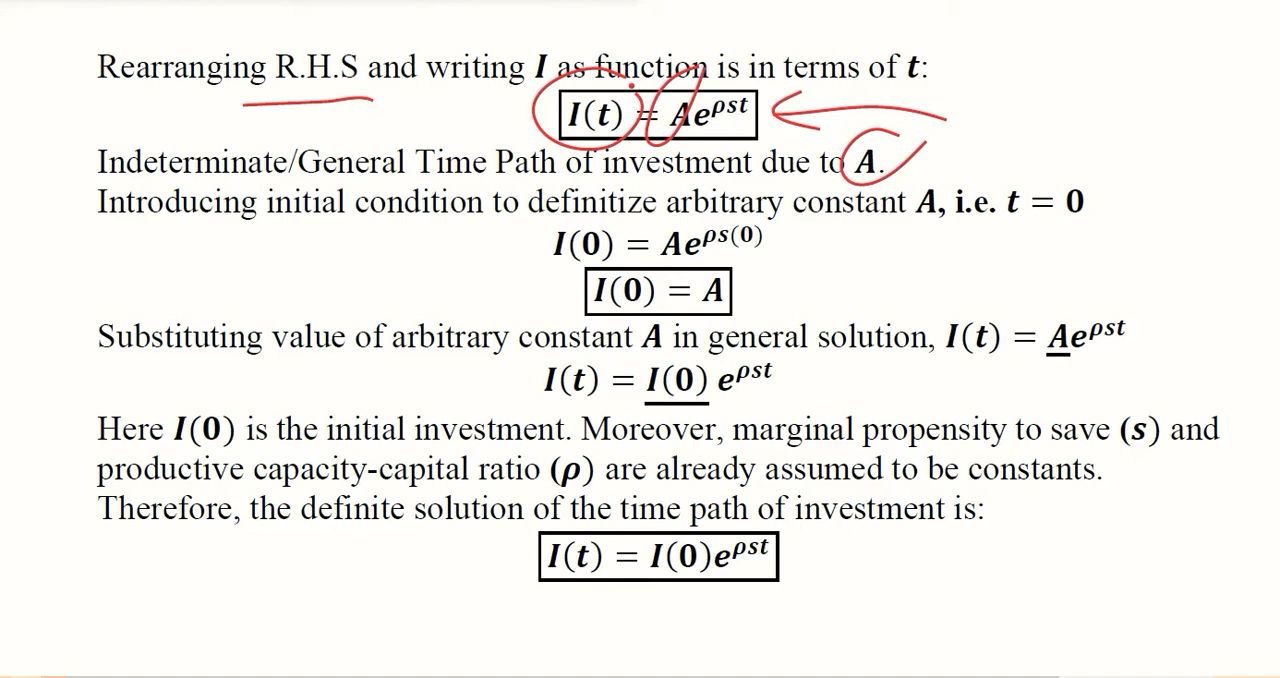 Rearranging R.H.S and writing I as function is in terms of t:
I(t) = Ae^ρst
Indeterminate/General Time Path of investment due to A.
Introducing initial condition to definitize arbitrary constant A, i.e. t = 0
I(0) = Ae^ρs(0)
I(0) = A
Substituting value of arbitrary constant A in general solution, I(t) = Ae^ρst
I(t) = I(0) e^ρst
Here I(0) is the initial investment. Moreover, marginal propensity to save (s) and
productive capacity-capital ratio (ρ) are already assumed to be constants.
Therefore, the definite solution of the time path of investment is:
I(t) = I(0)e^ρst